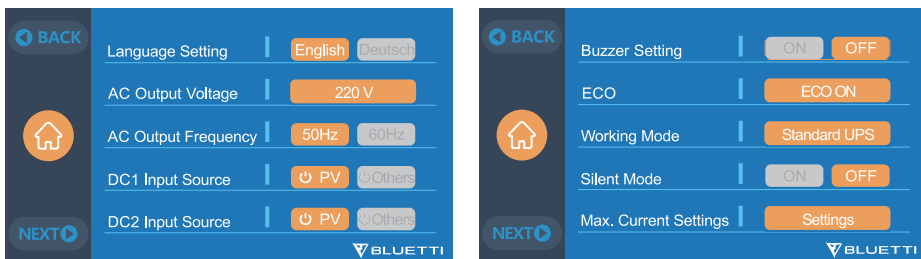 BACK
Language Setting English Deutsch
AC Output Voltage 220 V
AC Output Frequency 50Hz 60Hz
DC1 Input Source PV Others
DC2 Input Source PV Others
NEXT
BLUETTI
BACK
Buzzer Setting ON OFF
ECO ECO ON
Working Mode Standard UPS
Silent Mode ON OFF
Max. Current Settings Settings
NEXT
BLUETTI